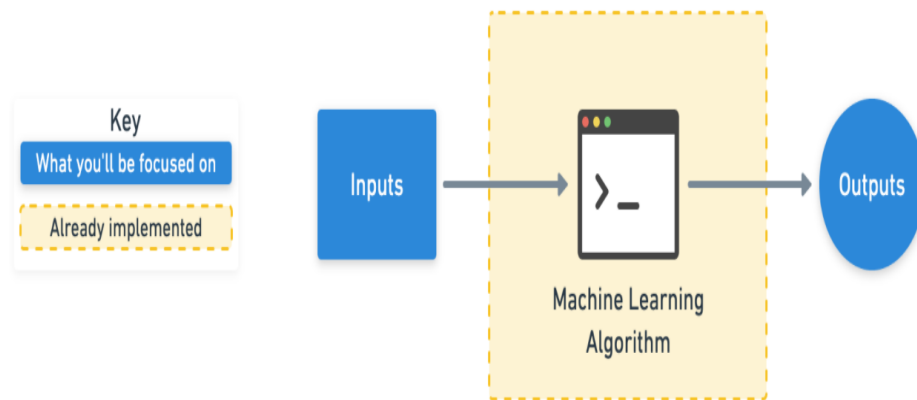 Key
What you'll be focused on
Already implemented
Inputs
>_
Machine Learning
Algorithm
Outputs